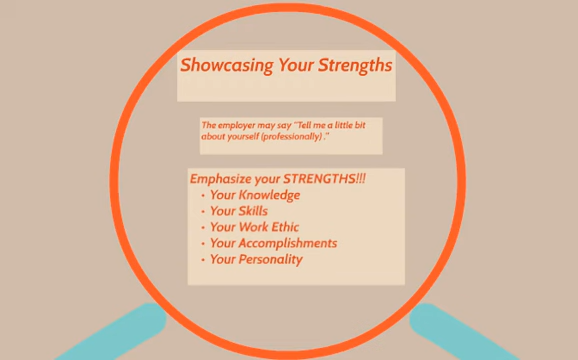 Showcasing Your Strengths
The employer may say "Tell me a little bit
about yourself (professionally) ."
Emphasize your STRENGTHS!!!
• Your Knowledge
• Your Skills
• Your Work Ethic
• Your Accomplishments
• Your Personality